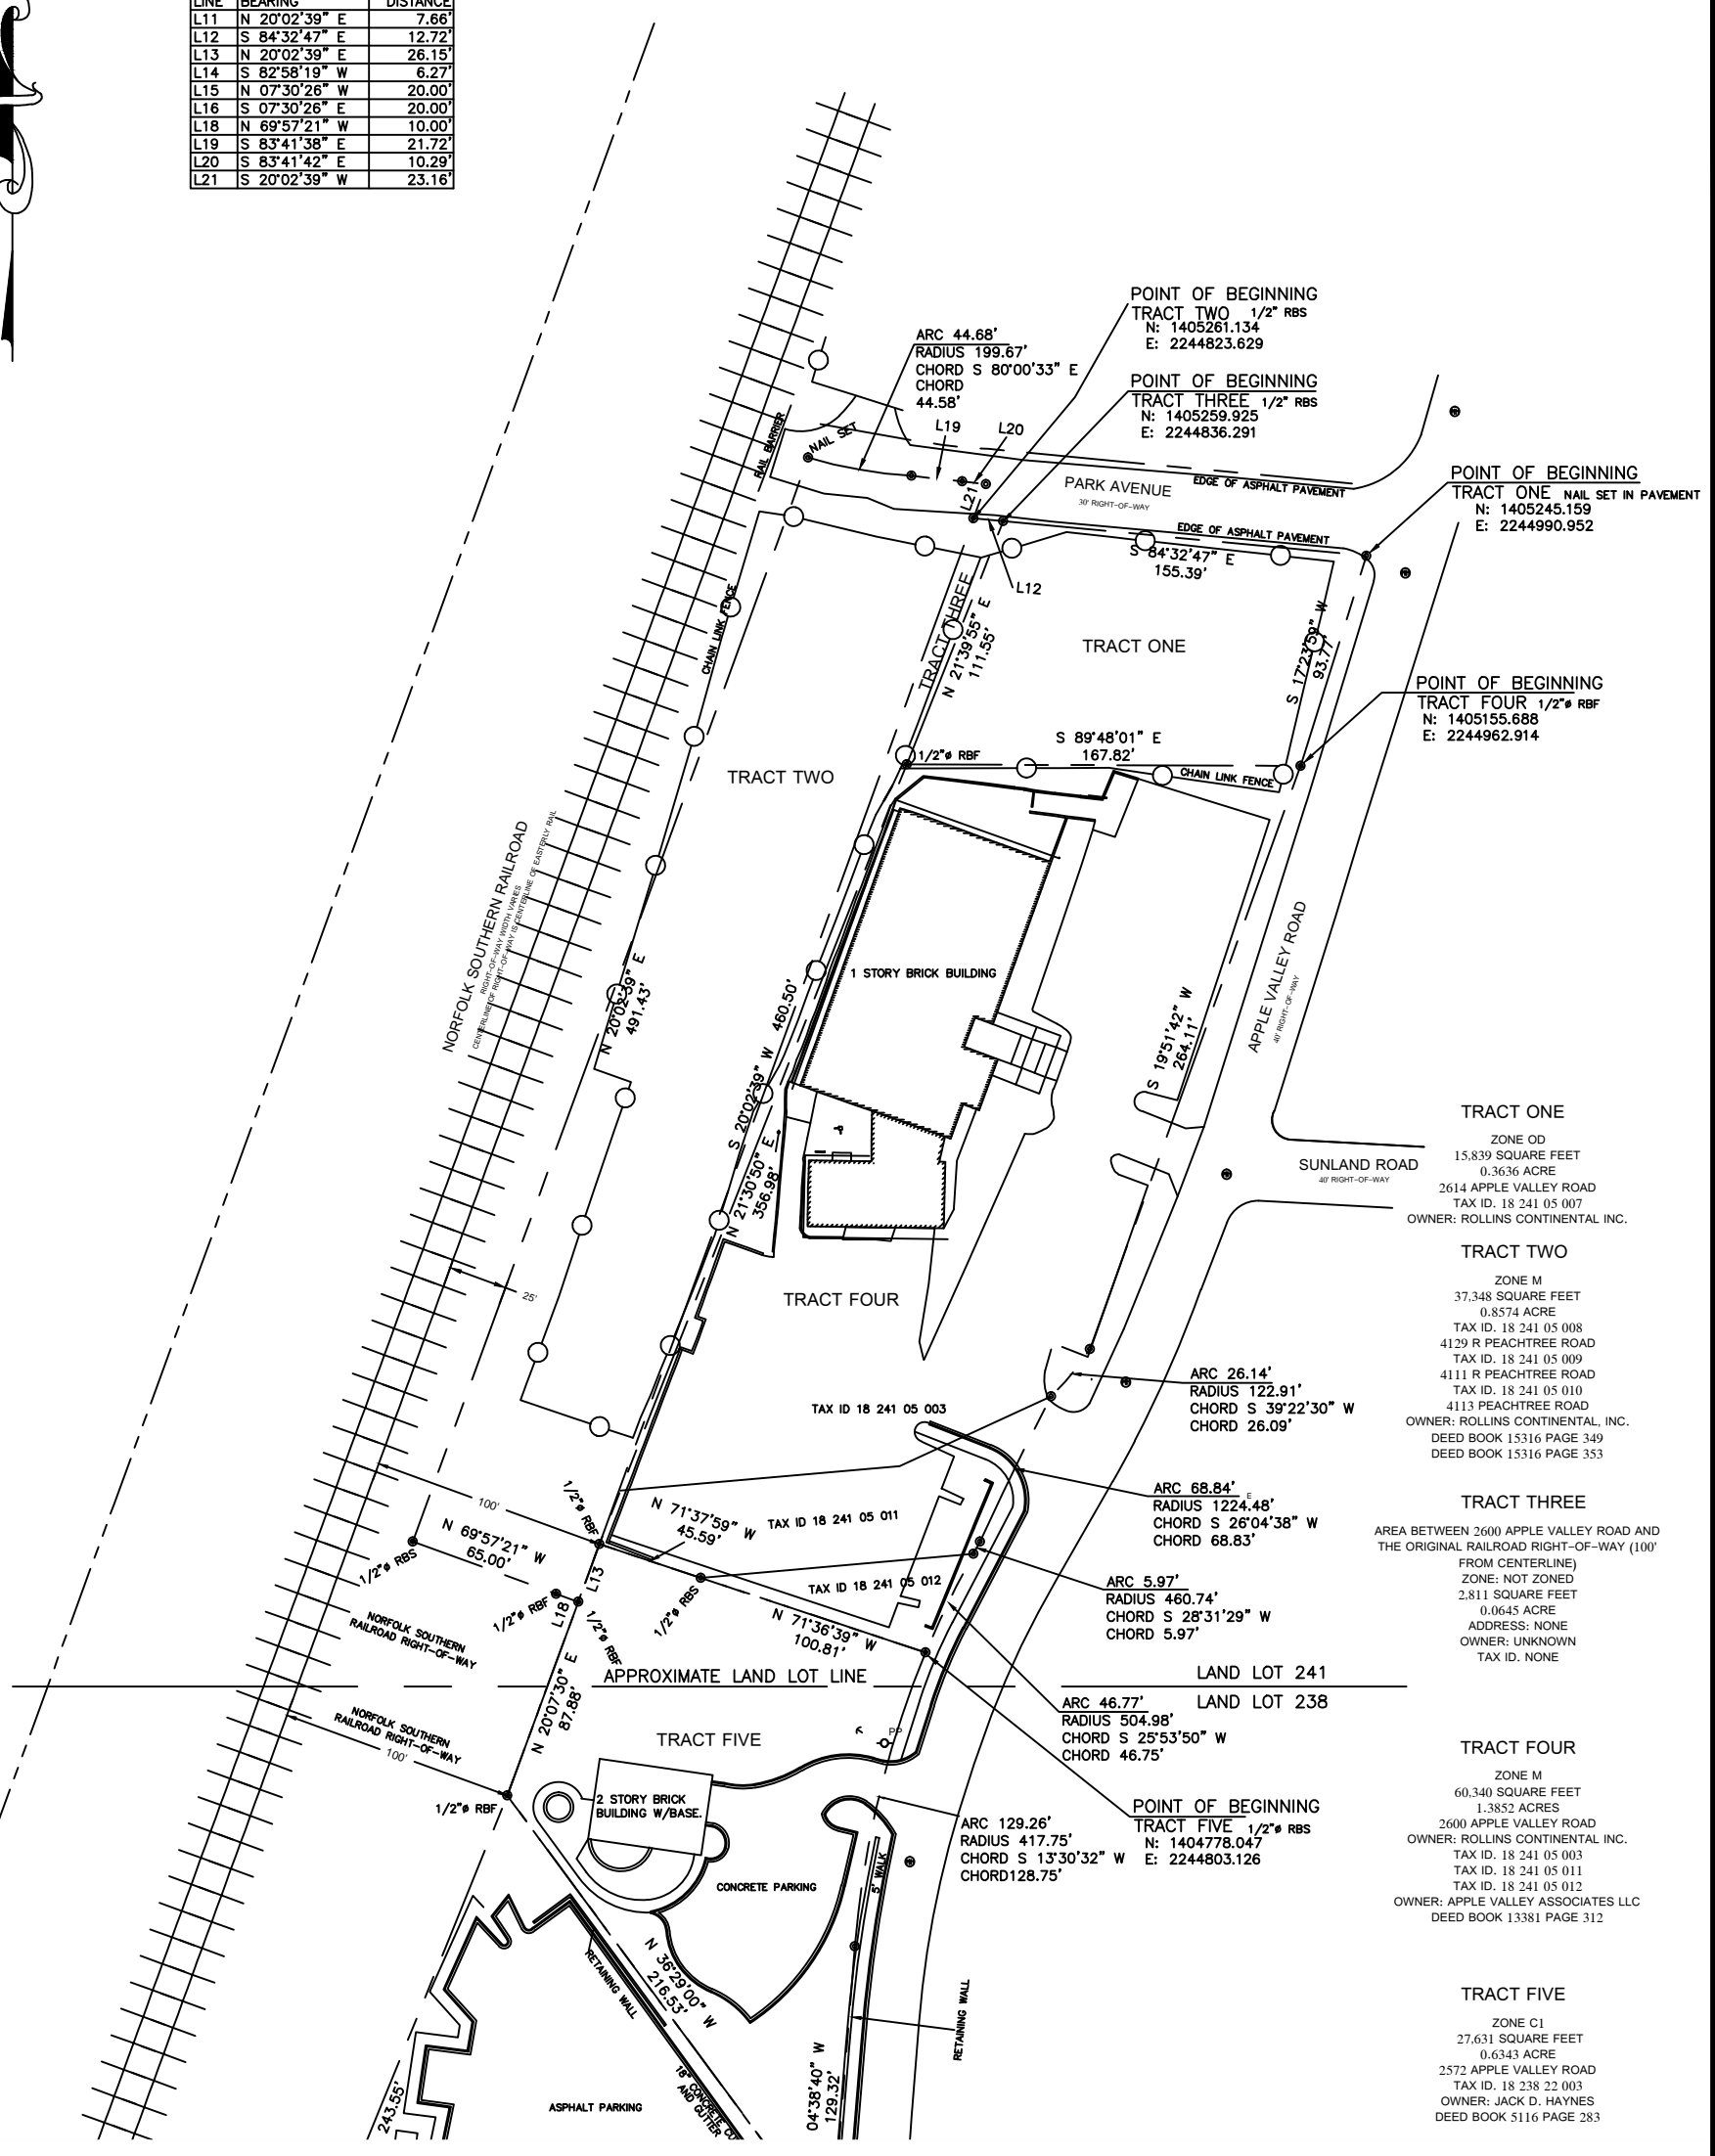 LINE BEARING DISTANCE
L11 N 20°02'39" E 7.66'
L12 S 84°32'47" E 12.72'
L13 N 20°02'39" E 26.15'
L14 S 82°58'19" W 6.27'
L15 N 07°30'26" W 20.00'
L16 S 07°30'26" E 20.00'
L18 N 69°57'21" W 10.00'
L19 S 83°41'38" E 21.72'
L20 S 83°41'42" E 10.29'
L21 S 20°02'39" W 23.16'
POINT OF BEGINNING
TRACT TWO 1/2" RBS
N: 1405261.134
E: 2244823.629
ARC 44.68'
RADIUS 199.67'
CHORD S 80°00'33" E
CHORD
44.58'
POINT OF BEGINNING
TRACT THREE 1/2" RBS
N: 1405259.925
E: 2244836.291
RAIL BARRIER
NAIL SET
L19
L20
L21
PARK AVENUE
30' RIGHT-OF-WAY
EDGE OF ASPHALT PAVEMENT
EDGE OF ASPHALT PAVEMENT
POINT OF BEGINNING
TRACT ONE NAIL SET IN PAVEMENT
N: 1405245.159
E: 2244990.952
S 84°32'47" E
155.39'
L12
CHAIN LINK FENCE
TRACT THREE
N 21°39'55" E
111.55'
TRACT ONE
S 17°23'59" W
93.77'
POINT OF BEGINNING
TRACT FOUR 1/2"ø RBF
N: 1405155.688
E: 2244962.914
S 89°48'01" E
167.82'
1/2"ø RBF
CHAIN LINK FENCE
TRACT TWO
NORFOLK SOUTHERN RAILROAD
RIGHT-OF-WAY WIDTH VARIES
CENTERLINE OF RIGHT-OF-WAY IS CENTERLINE OF EASTERLY RAIL
N 20°02'39" E
491.43'
1 STORY BRICK BUILDING
S 20°02'39" W 460.50'
N 21°30'50" E
356.98'
S 19°51'42" W
264.11'
APPLE VALLEY ROAD
40' RIGHT-OF-WAY
SUNLAND ROAD
40' RIGHT-OF-WAY
25'
TRACT FOUR
TAX ID 18 241 05 003
ARC 26.14'
RADIUS 122.91'
CHORD S 39°22'30" W
CHORD 26.09'
100'
1/2"ø RBF
N 71°37'59" W
45.59'
TAX ID 18 241 05 011
ARC 68.84'
E
RADIUS 1224.48'
CHORD S 26°04'38" W
CHORD 68.83'
N 69°57'21" W
65.00'
1/2"ø RBS
L13
TAX ID 18 241 05 012
ARC 5.97'
RADIUS 460.74'
CHORD S 28°31'29" W
CHORD 5.97'
1/2"ø RBF
L18
1/2"ø RBF
1/2"ø RBS
N 71°36'39" W
100.81'
NORFOLK SOUTHERN
RAILROAD RIGHT-OF-WAY
APPROXIMATE LAND LOT LINE
LAND LOT 241
LAND LOT 238
ARC 46.77'
RADIUS 504.98'
CHORD S 25°53'50" W
CHORD 46.75'
NORFOLK SOUTHERN
RAILROAD RIGHT-OF-WAY
100'
N 20°07'30" E
87.88'
TRACT FIVE
PP
1/2"ø RBF
2 STORY BRICK
BUILDING W/BASE.
ARC 129.26'
RADIUS 417.75'
CHORD S 13°30'32" W
CHORD128.75'
POINT OF BEGINNING
TRACT FIVE 1/2"ø RBS
N: 1404778.047
E: 2244803.126
CONCRETE PARKING
5' WALK
N 36°29'00" W
216.53'
RETAINING WALL
RETAINING WALL
18" CONCRETE
AND GUTTER
ASPHALT PARKING
243.55'
04°38'40" W
129.32'
TRACT ONE
ZONE OD
15,839 SQUARE FEET
0.3636 ACRE
2614 APPLE VALLEY ROAD
TAX ID. 18 241 05 007
OWNER: ROLLINS CONTINENTAL INC.
TRACT TWO
ZONE M
37,348 SQUARE FEET
0.8574 ACRE
TAX ID. 18 241 05 008
4129 R PEACHTREE ROAD
TAX ID. 18 241 05 009
4111 R PEACHTREE ROAD
TAX ID. 18 241 05 010
4113 PEACHTREE ROAD
OWNER: ROLLINS CONTINENTAL, INC.
DEED BOOK 15316 PAGE 349
DEED BOOK 15316 PAGE 353
TRACT THREE
AREA BETWEEN 2600 APPLE VALLEY ROAD AND
THE ORIGINAL RAILROAD RIGHT-OF-WAY (100'
FROM CENTERLINE)
ZONE: NOT ZONED
2,811 SQUARE FEET
0.0645 ACRE
ADDRESS: NONE
OWNER: UNKNOWN
TAX ID. NONE
TRACT FOUR
ZONE M
60,340 SQUARE FEET
1.3852 ACRES
2600 APPLE VALLEY ROAD
OWNER: ROLLINS CONTINENTAL INC.
TAX ID. 18 241 05 003
TAX ID. 18 241 05 011
TAX ID. 18 241 05 012
OWNER: APPLE VALLEY ASSOCIATES LLC
DEED BOOK 13381 PAGE 312
TRACT FIVE
ZONE C1
27,631 SQUARE FEET
0.6343 ACRE
2572 APPLE VALLEY ROAD
TAX ID. 18 238 22 003
OWNER: JACK D. HAYNES
DEED BOOK 5116 PAGE 283